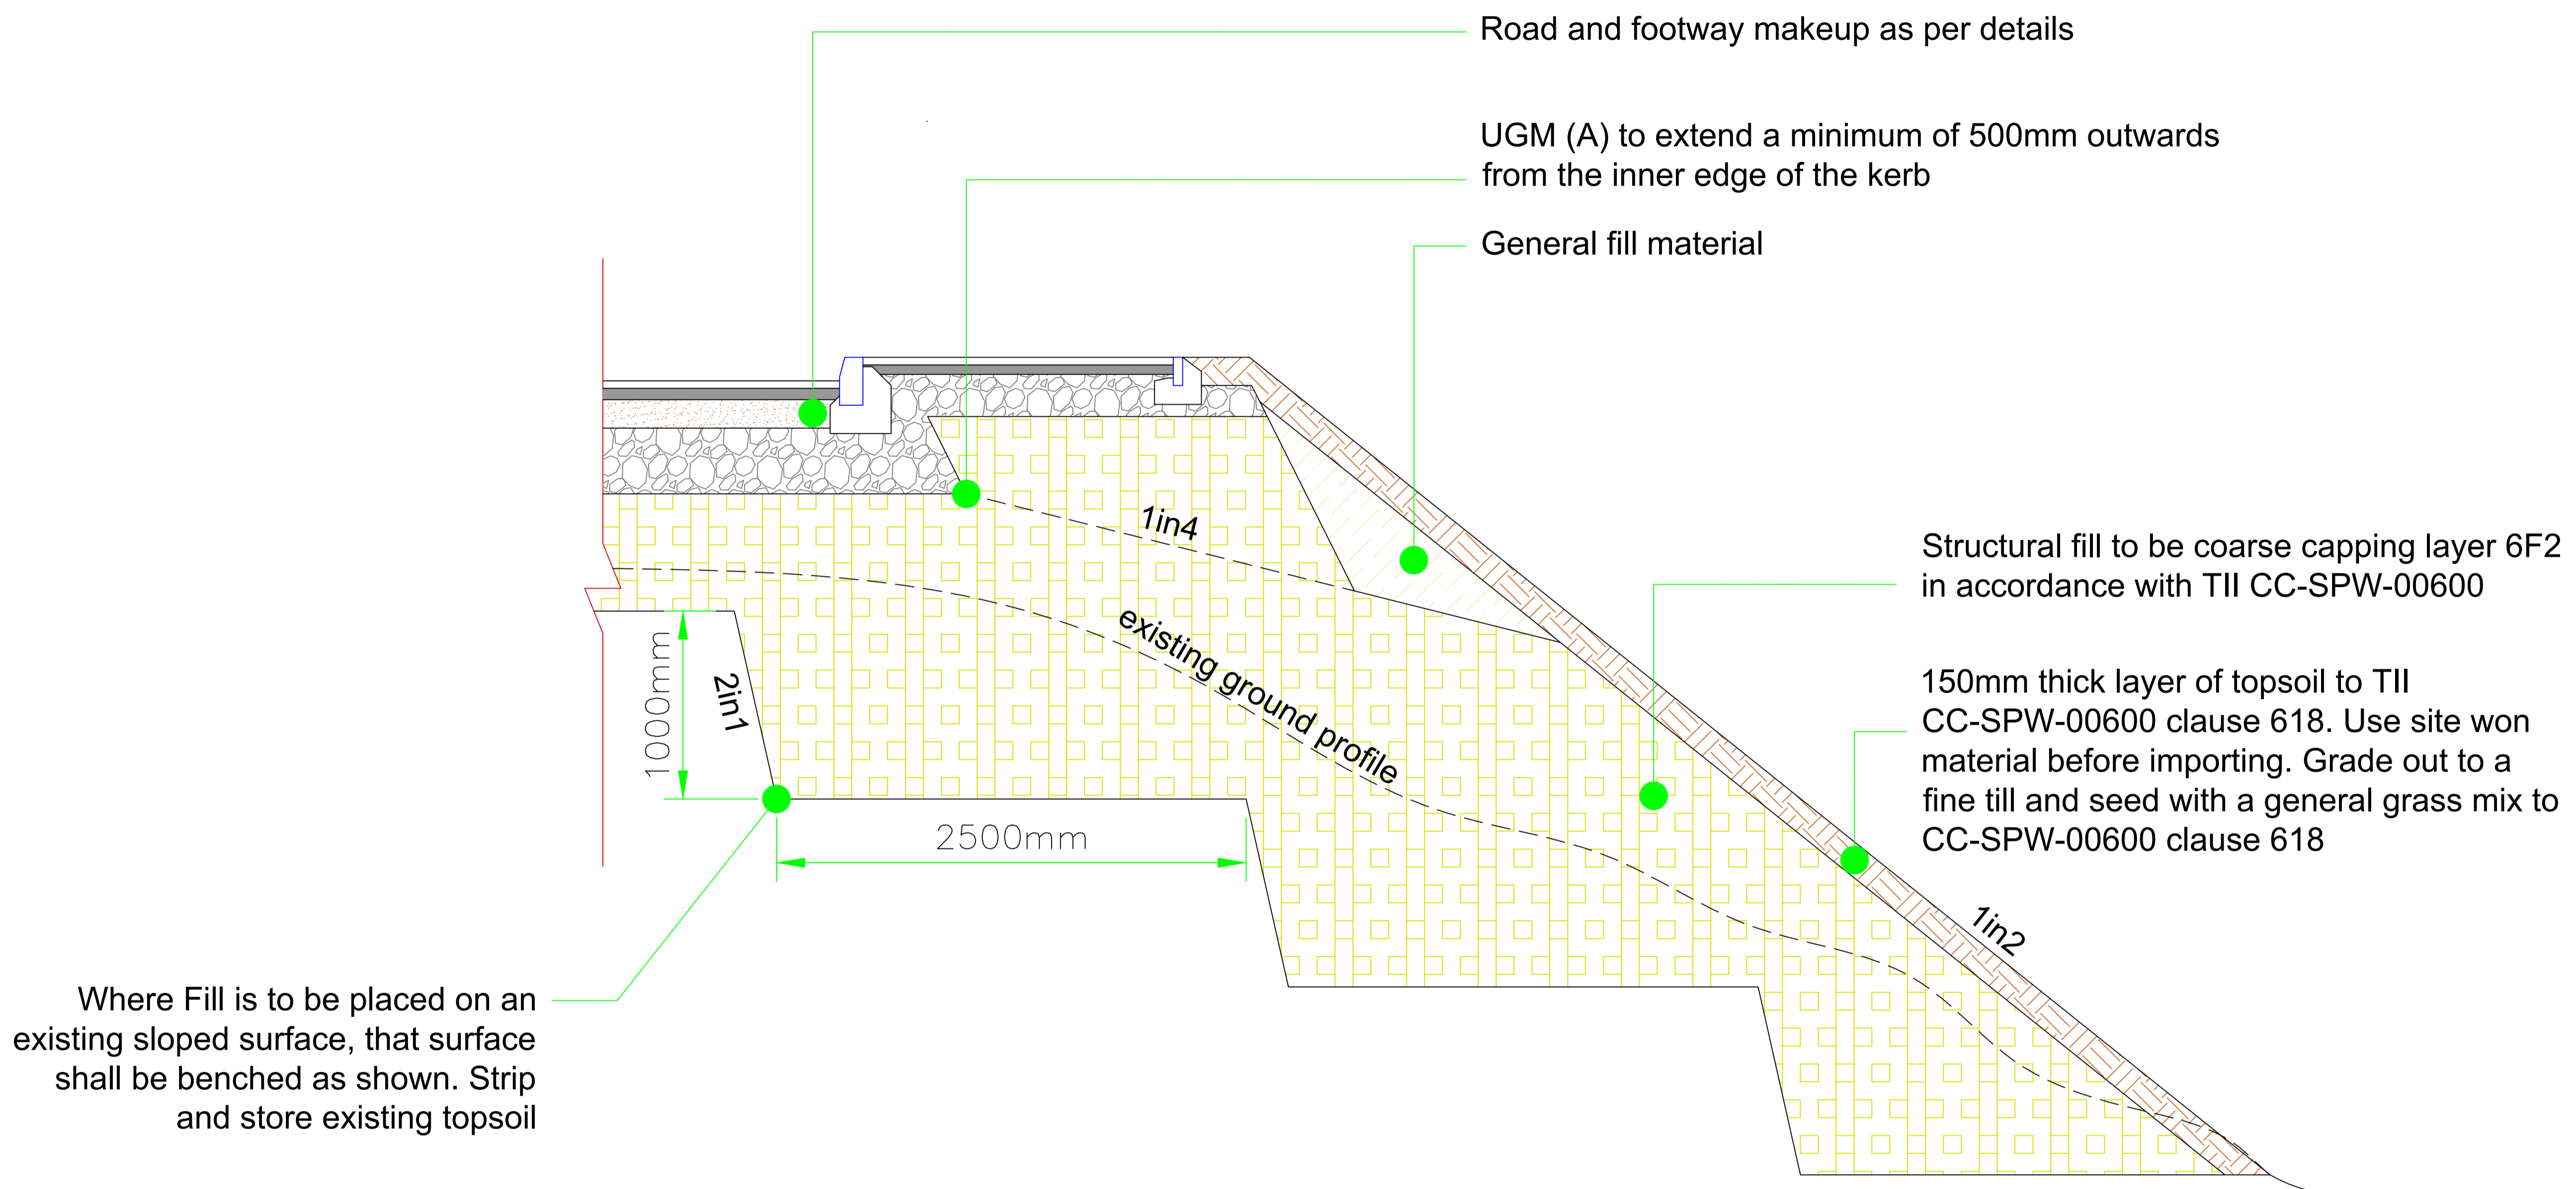 Road and footway makeup as per details
UGM (A) to extend a minimum of 500mm outwards
from the inner edge of the kerb
General fill material
1in4
Structural fill to be coarse capping layer 6F2
in accordance with TII CC-SPW-00600
existing ground profile
1000mm
2in1
150mm thick layer of topsoil to TII
CC-SPW-00600 clause 618. Use site won
material before importing. Grade out to a
fine till and seed with a general grass mix to
CC-SPW-00600 clause 618
2500mm
1in2
Where Fill is to be placed on an
existing sloped surface, that surface
shall be benched as shown. Strip
and store existing topsoil